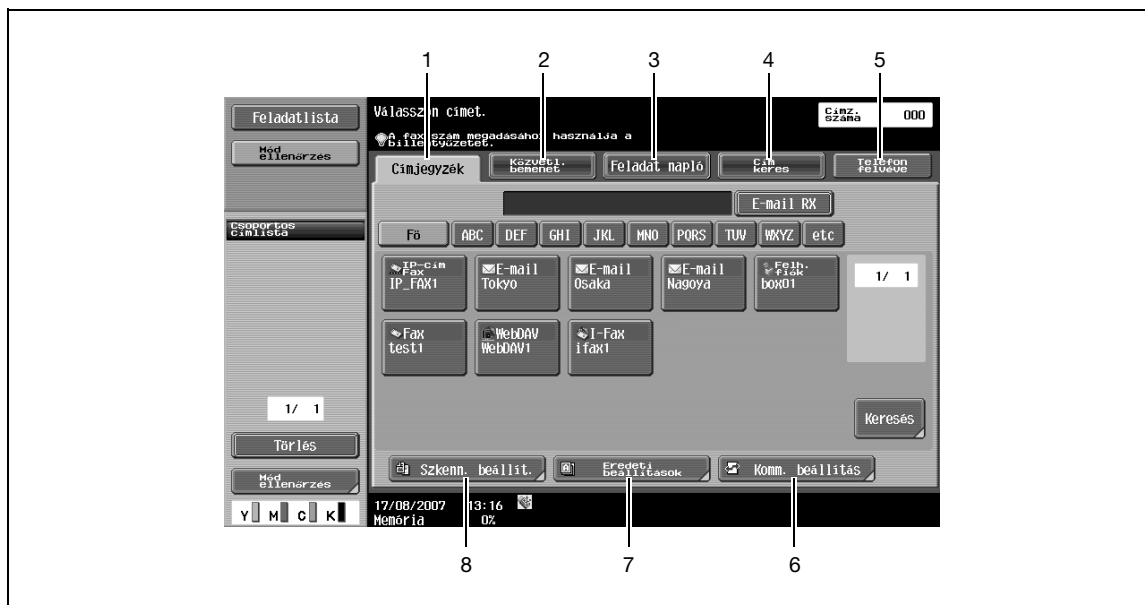 1 2 3 4 5
Feladatlista
Mód
ellenőrzés
Csoportos
címlista
1/ 1
Törlés
Mód
ellenőrzés
Y M C K
Válasszon címet.
A fax szám megadásához használja a
billentyűzetet.
Címz.
száma 000
Címjegyzék
Közvetl.
bemenet
Feladat napló
Cím
keres
Telefon
felvéve
E-mail RX
Fő ABC DEF GHI JKL MNO PQRS TUV WXYZ etc
IP-cím
Fax
IP_FAX1
E-mail
Tokyo
E-mail
Osaka
E-mail
Nagoya
Felh.
fiók
box01
1/ 1
Fax
test1
WebDAV
WebDAV1
I-Fax
ifax1
Keresés
Szkenn. beállít.
Eredeti
beállítások
Komm. beállítás
17/08/2007 13:16
Memória 0%
8 7 6